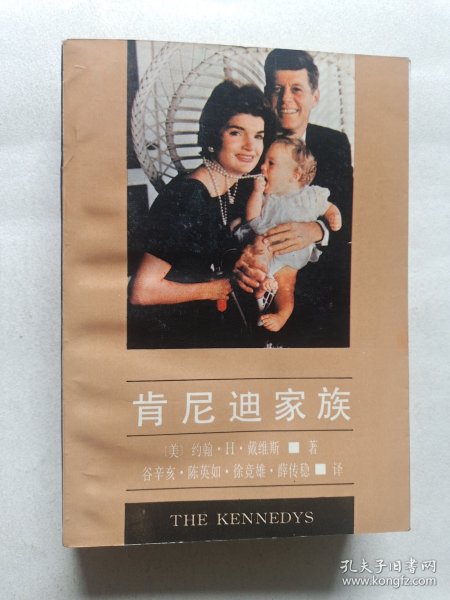 肯尼迪家族
〔美〕约翰·H·戴维斯 ■ 著
谷辛亥·陈英如·徐竞雄·薛传稳 ■ 译
THE KENNEDYS
孔夫子旧书网
www.kongfz.com